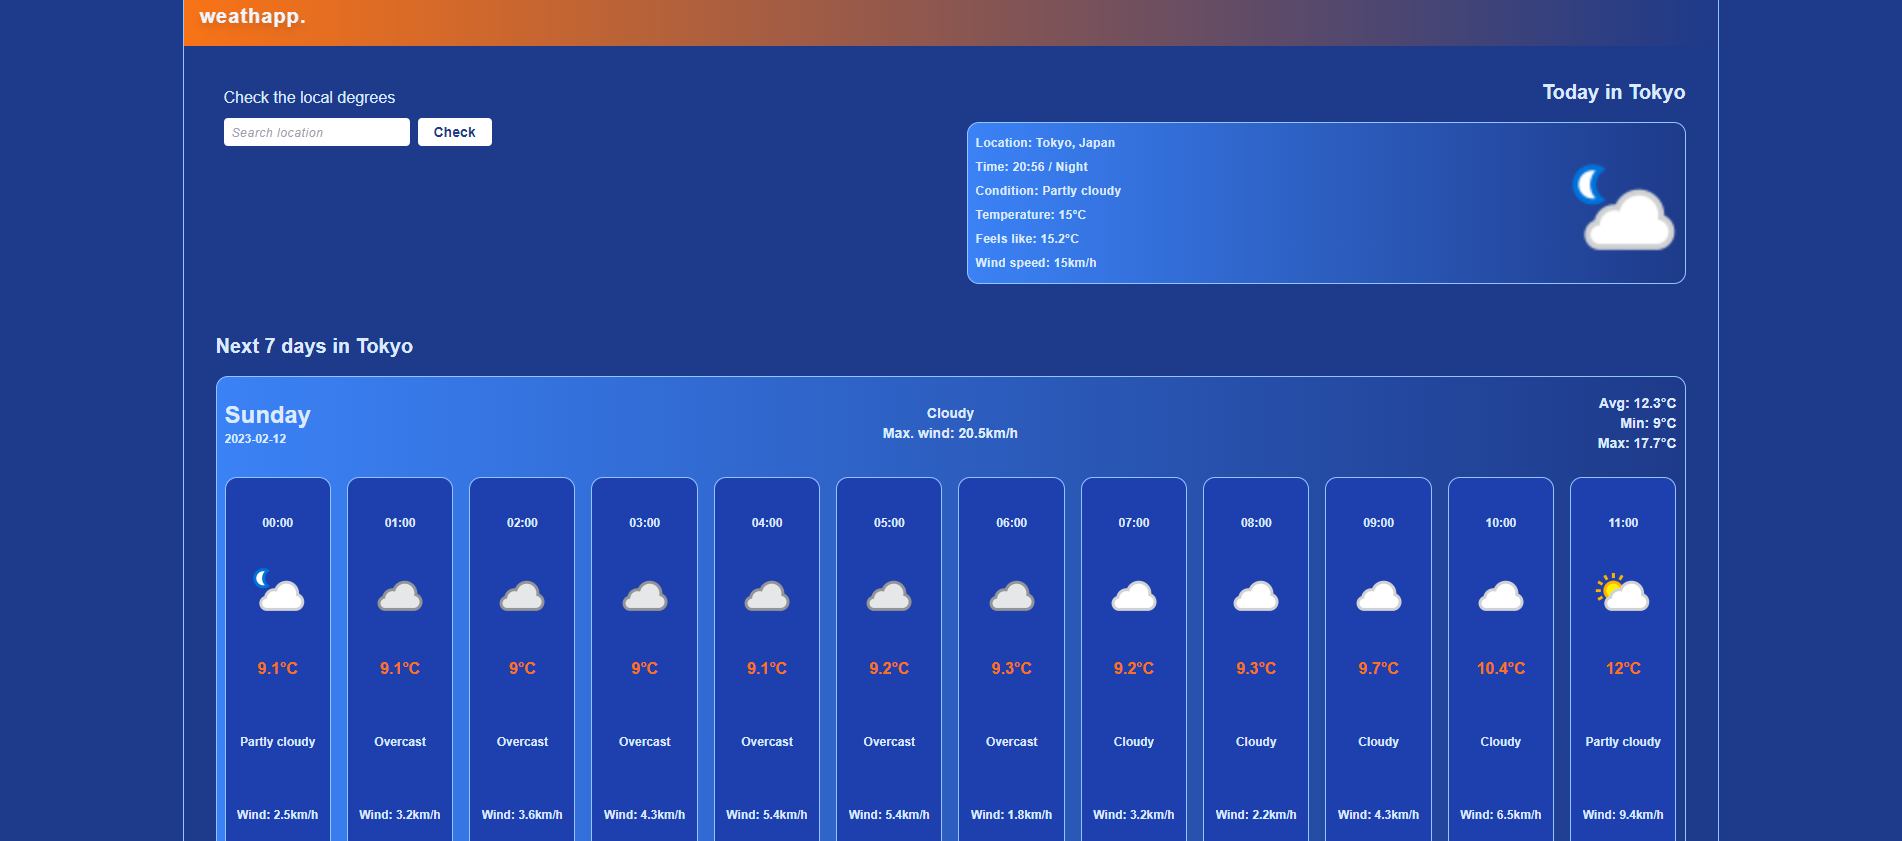 weathapp.
Check the local degrees
Search location
Check
Today in Tokyo
Location: Tokyo, Japan
Time: 20:56 / Night
Condition: Partly cloudy
Temperature: 15°C
Feels like: 15.2°C
Wind speed: 15km/h
Next 7 days in Tokyo
Sunday
2023-02-12
Cloudy
Max. wind: 20.5km/h
Avg: 12.3°C
Min: 9°C
Max: 17.7°C
00:00 01:00 02:00 03:00 04:00 05:00 06:00 07:00 08:00 09:00 10:00 11:00
9.1°C 9.1°C 9°C 9°C 9.1°C 9.2°C 9.3°C 9.2°C 9.3°C 9.7°C 10.4°C 12°C
Partly cloudy Overcast Overcast Overcast Overcast Overcast Overcast Cloudy Cloudy Cloudy Cloudy Partly cloudy
Wind: 2.5km/h Wind: 3.2km/h Wind: 3.6km/h Wind: 4.3km/h Wind: 5.4km/h Wind: 5.4km/h Wind: 1.8km/h Wind: 3.2km/h Wind: 2.2km/h Wind: 4.3km/h Wind: 6.5km/h Wind: 9.4km/h